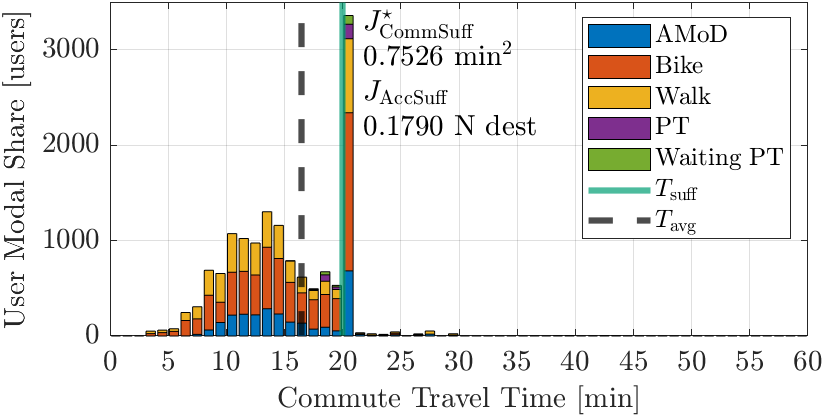 User Modal Share [users]
3000
2000
1000
0
J⋆CommSuff
0.7526 min²
JAccSuff
0.1790 N dest
AMoD
Bike
Walk
PT
Waiting PT
Tsuff
Tavg
0 5 10 15 20 25 30 35 40 45 50 55 60
Commute Travel Time [min]